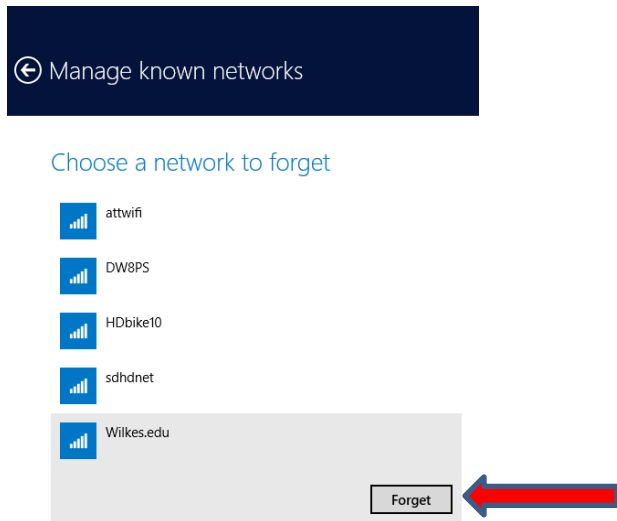 Manage known networks
Choose a network to forget
attwifi
DW8PS
HDbike10
sdhdnet
Wilkes.edu
Forget